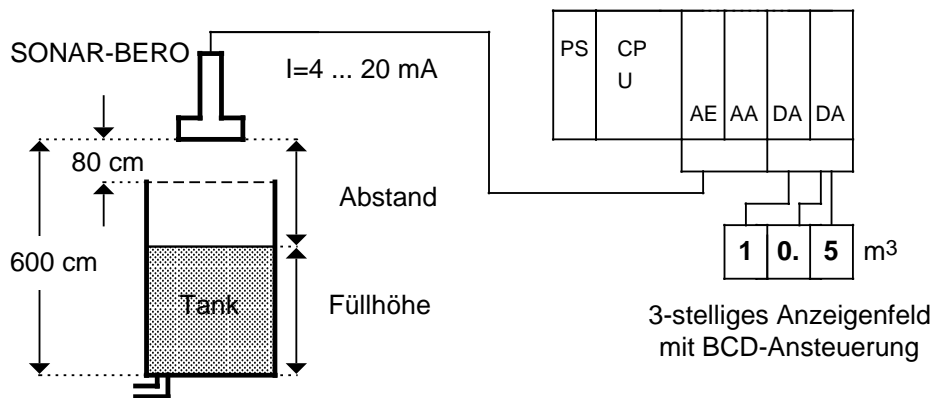 SONAR-BERO
I=4 ... 20 mA
PS
CP
U
AE
AA
DA
DA
80 cm
Abstand
600 cm
Tank
Füllhöhe
1 0. 5 m³
3-stelliges Anzeigenfeld
mit BCD-Ansteuerung